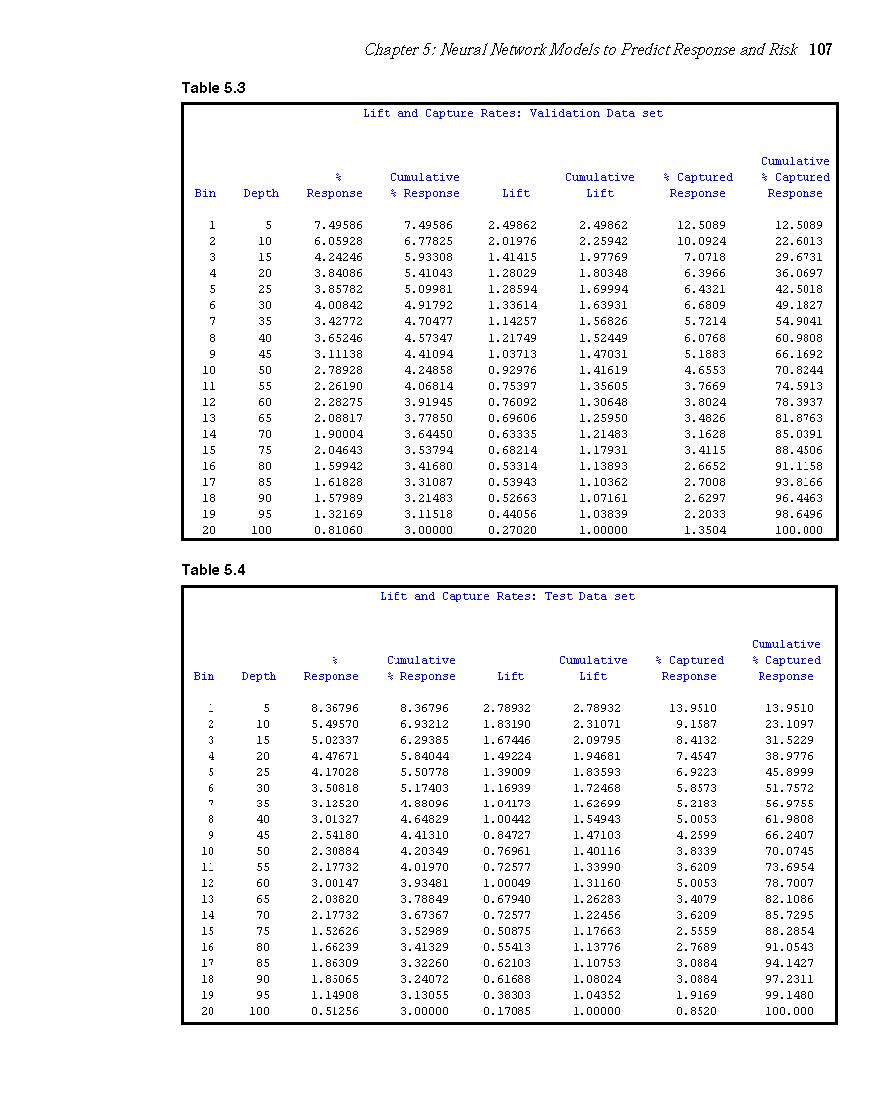 Chapter 5: Neural Network Models to Predict Response and Risk 107
Table 5.3
Lift and Capture Rates: Validation Data set
Cumulative
% Cumulative Cumulative % Captured % Captured
Bin Depth Response % Response Lift Lift Response Response
1 5 7.49586 7.49586 2.49862 2.49862 12.5089 12.5089
2 10 6.05928 6.77825 2.01976 2.25942 10.0924 22.6013
3 15 4.24246 5.93308 1.41415 1.97769 7.0718 29.6731
4 20 3.84086 5.41043 1.28029 1.80348 6.3966 36.0697
5 25 3.85782 5.09981 1.28594 1.69994 6.4321 42.5018
6 30 4.00842 4.91792 1.33614 1.63931 6.6809 49.1827
7 35 3.42772 4.70477 1.14257 1.56826 5.7214 54.9041
8 40 3.65246 4.57347 1.21749 1.52449 6.0768 60.9808
9 45 3.11138 4.41094 1.03713 1.47031 5.1883 66.1692
10 50 2.78928 4.24858 0.92976 1.41619 4.6553 70.8244
11 55 2.26190 4.06814 0.75397 1.35605 3.7669 74.5913
12 60 2.28275 3.91945 0.76092 1.30648 3.8024 78.3937
13 65 2.08817 3.77850 0.69606 1.25950 3.4826 81.8763
14 70 1.90004 3.64450 0.63335 1.21483 3.1628 85.0391
15 75 2.04643 3.53794 0.68214 1.17931 3.4115 88.4506
16 80 1.59942 3.41680 0.53314 1.13893 2.6652 91.1158
17 85 1.61828 3.31087 0.53943 1.10362 2.7008 93.8166
18 90 1.57989 3.21483 0.52663 1.07161 2.6297 96.4463
19 95 1.32169 3.11518 0.44056 1.03839 2.2033 98.6496
20 100 0.81060 3.00000 0.27020 1.00000 1.3504 100.000
Table 5.4
Lift and Capture Rates: Test Data set
Cumulative
% Cumulative Cumulative % Captured % Captured
Bin Depth Response % Response Lift Lift Response Response
1 5 8.36796 8.36796 2.78932 2.78932 13.9510 13.9510
2 10 5.49570 6.93212 1.83190 2.31071 9.1587 23.1097
3 15 5.02337 6.29385 1.67446 2.09795 8.4132 31.5229
4 20 4.47671 5.84044 1.49224 1.94681 7.4547 38.9776
5 25 4.17028 5.50778 1.39009 1.83593 6.9223 45.8999
6 30 3.50818 5.17403 1.16939 1.72468 5.8573 51.7572
7 35 3.12520 4.88096 1.04173 1.62699 5.2183 56.9755
8 40 3.01327 4.64829 1.00442 1.54943 5.0053 61.9808
9 45 2.54180 4.41310 0.84727 1.47103 4.2599 66.2407
10 50 2.30884 4.20349 0.76961 1.40116 3.8339 70.0745
11 55 2.17732 4.01970 0.72577 1.33990 3.6209 73.6954
12 60 3.00147 3.93481 1.00049 1.31160 5.0053 78.7007
13 65 2.03820 3.78849 0.67940 1.26283 3.4079 82.1086
14 70 2.17732 3.67367 0.72577 1.22456 3.6209 85.7295
15 75 1.52626 3.52989 0.50875 1.17663 2.5559 88.2854
16 80 1.66239 3.41329 0.55413 1.13776 2.7689 91.0543
17 85 1.86309 3.32260 0.62103 1.10753 3.0884 94.1427
18 90 1.85065 3.24072 0.61688 1.08024 3.0884 97.2311
19 95 1.14908 3.13055 0.38303 1.04352 1.9169 99.1480
20 100 0.51256 3.00000 0.17085 1.00000 0.8520 100.000